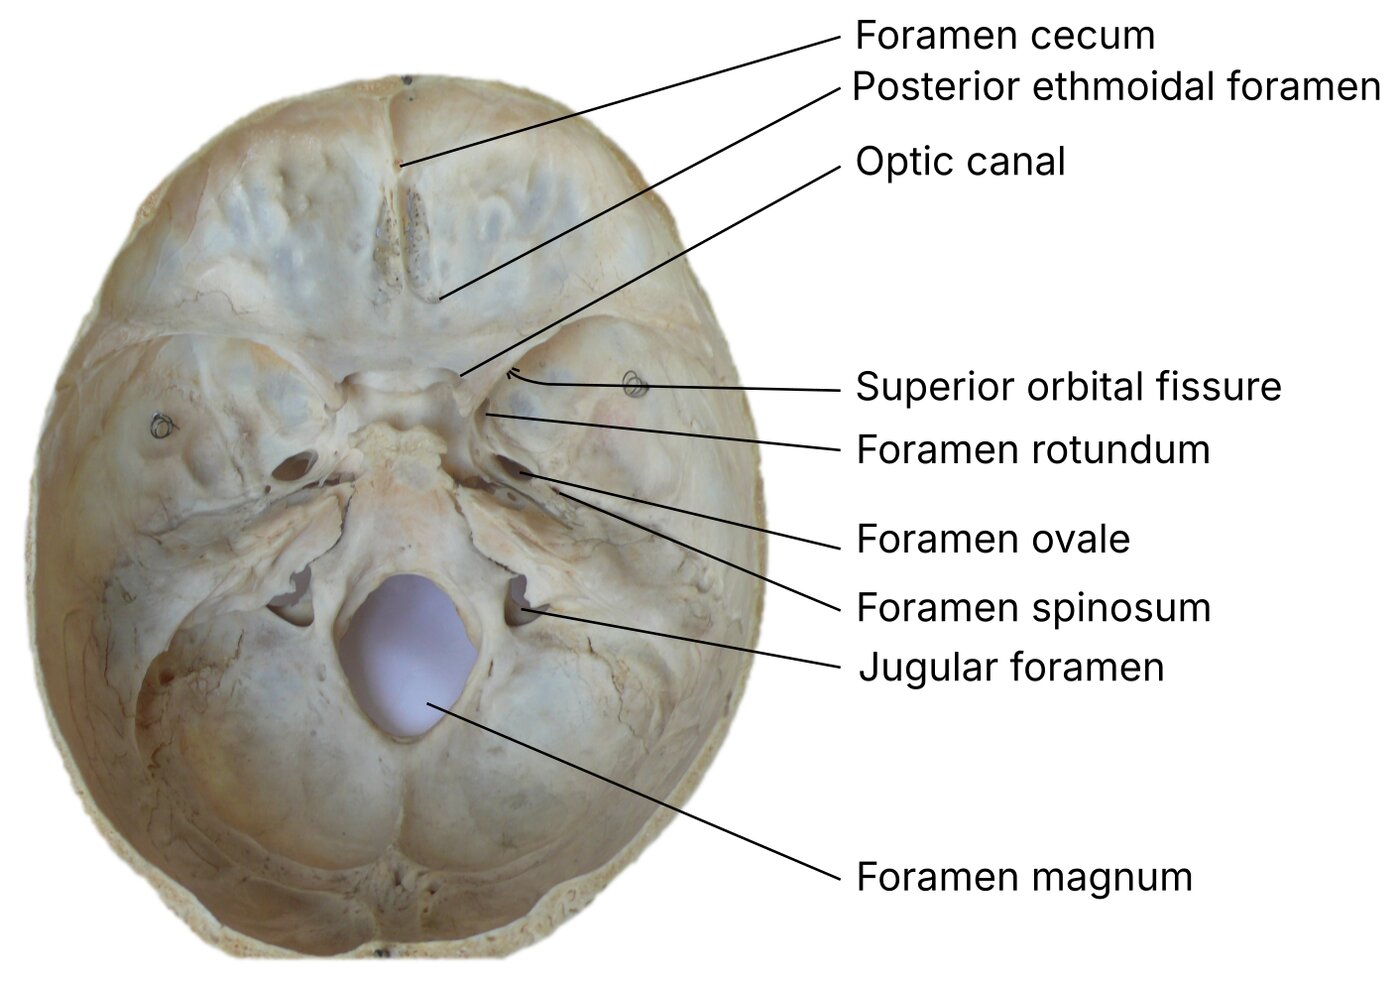 Foramen cecum
Posterior ethmoidal foramen
Optic canal
Superior orbital fissure
Foramen rotundum
Foramen ovale
Foramen spinosum
Jugular foramen
Foramen magnum